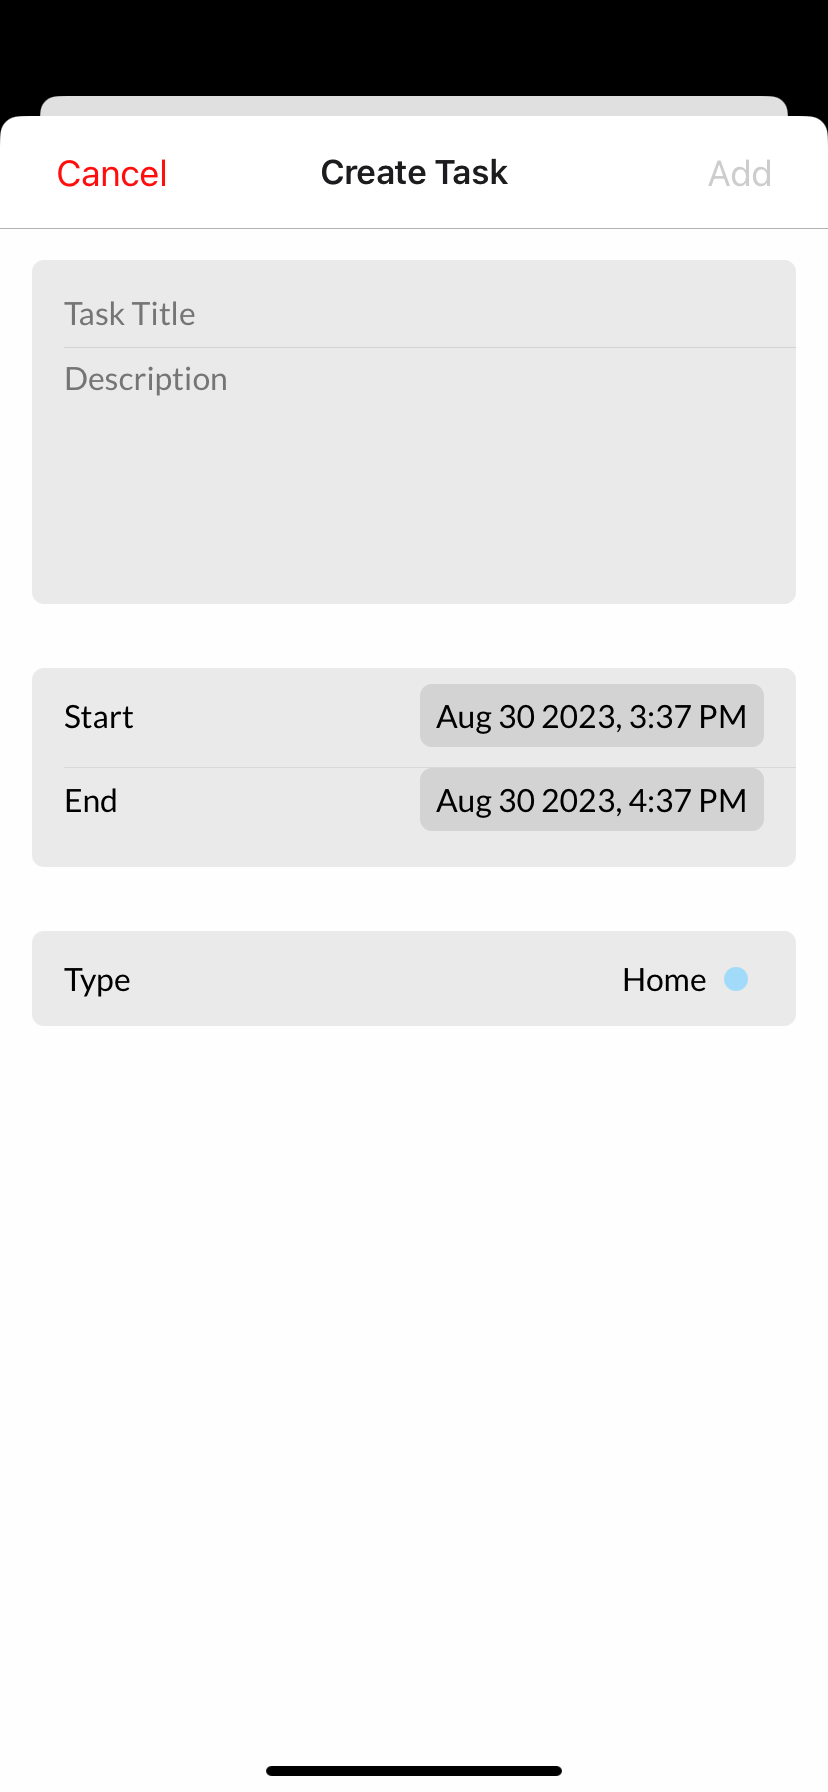 Cancel Create Task Add
Task Title
Description
Start Aug 30 2023, 3:37 PM
End Aug 30 2023, 4:37 PM
Type Home